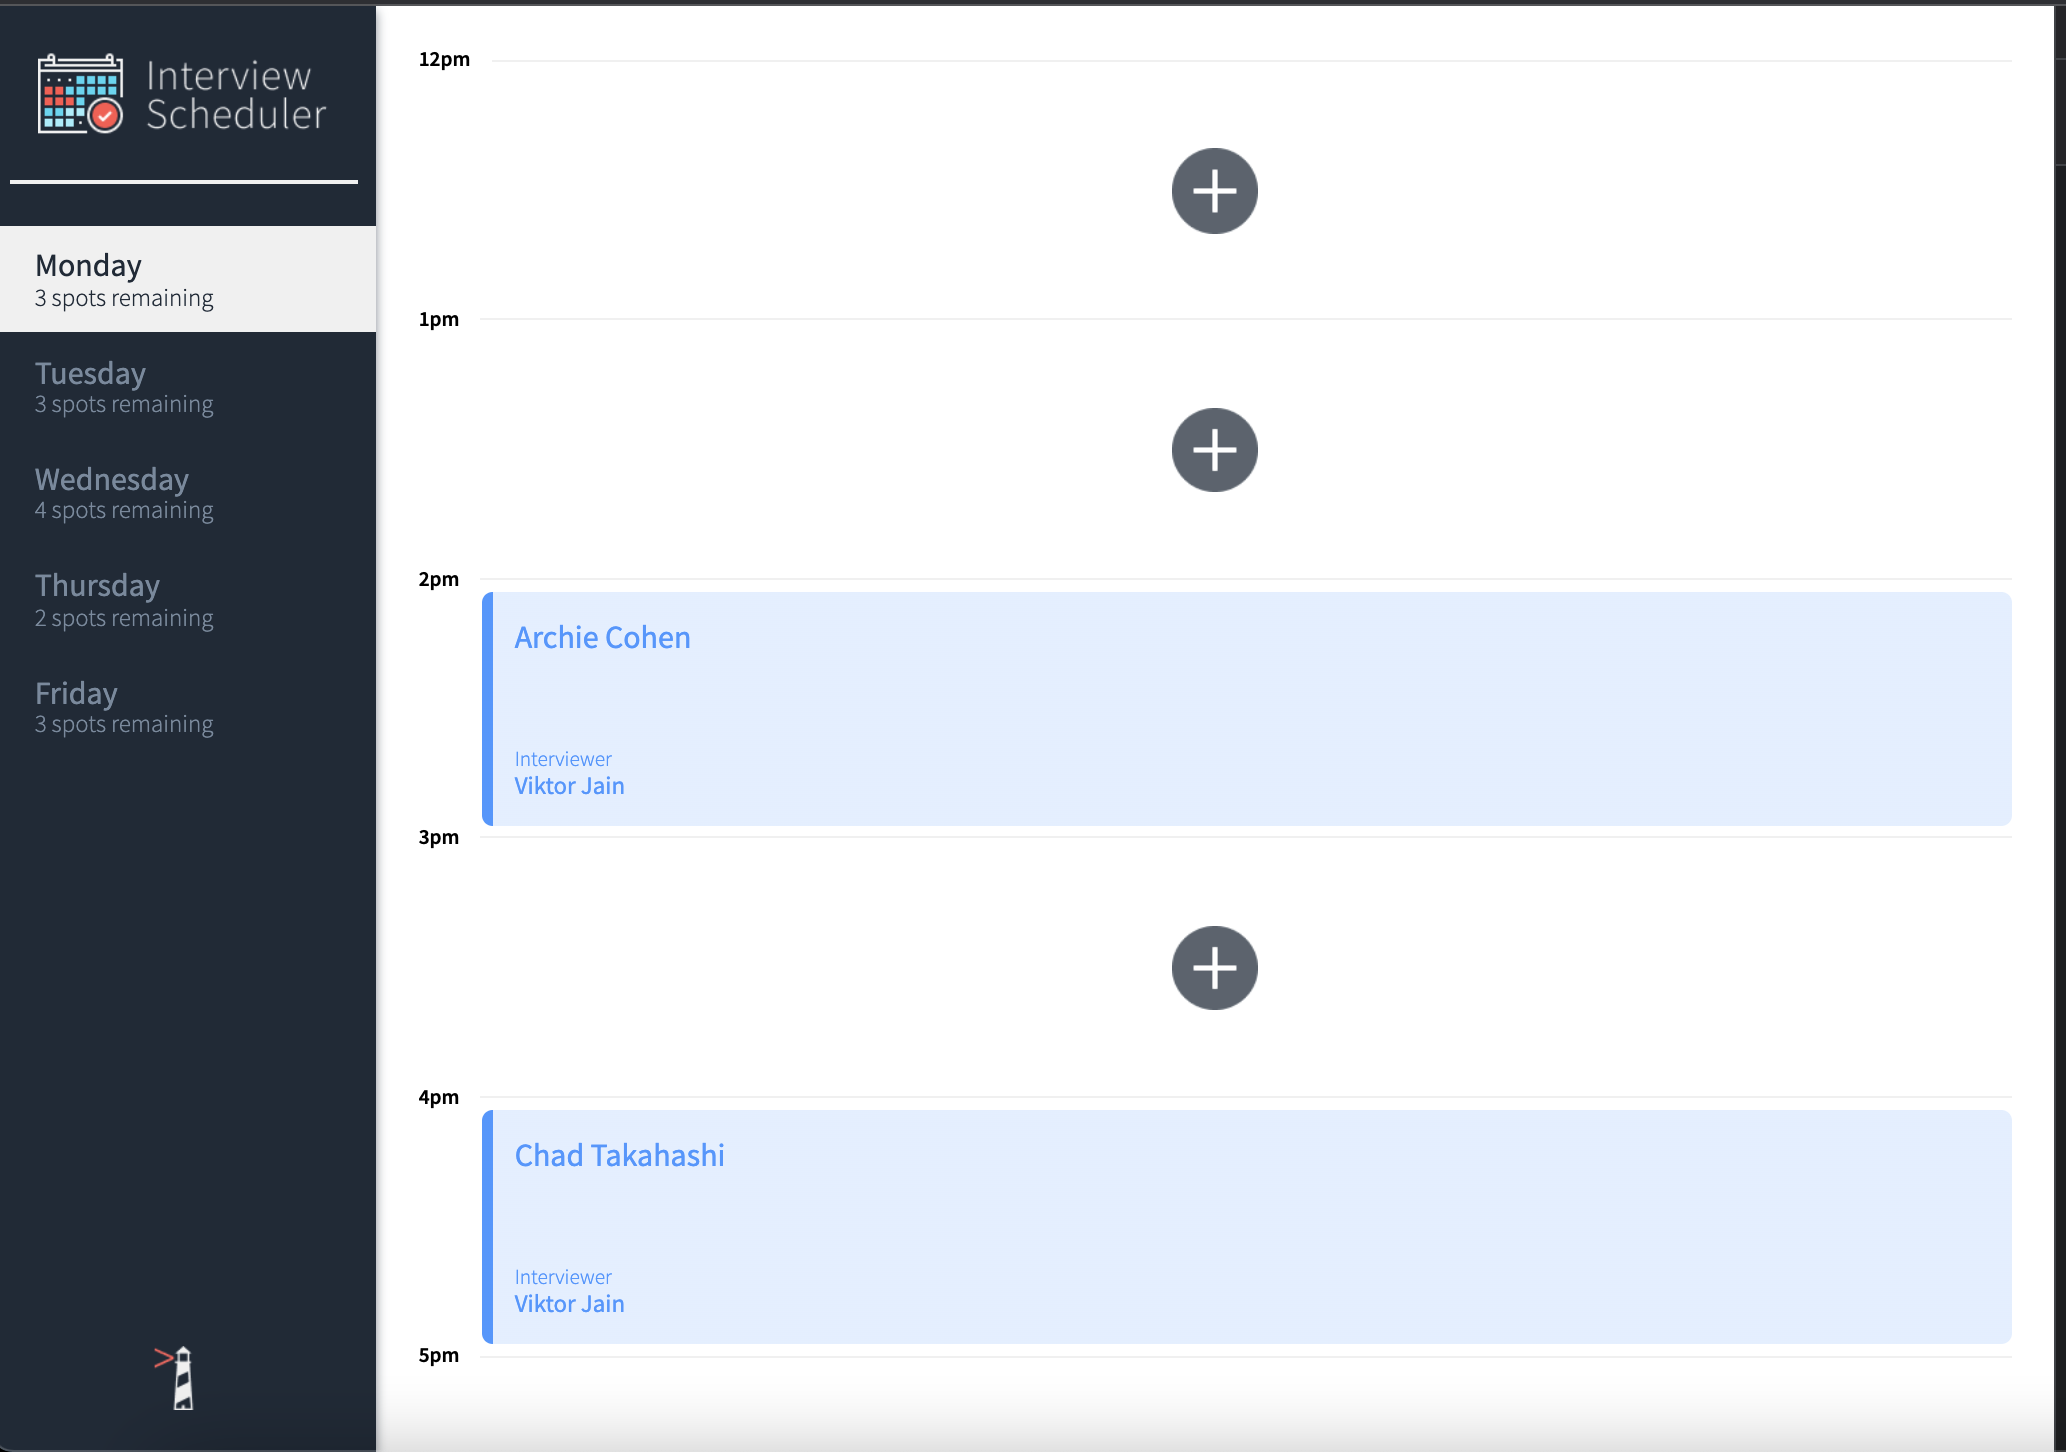 Interview
Scheduler
Monday
3 spots remaining
Tuesday
3 spots remaining
Wednesday
4 spots remaining
Thursday
2 spots remaining
Friday
3 spots remaining
12pm
1pm
2pm
Archie Cohen
Interviewer
Viktor Jain
3pm
4pm
Chad Takahashi
Interviewer
Viktor Jain
5pm